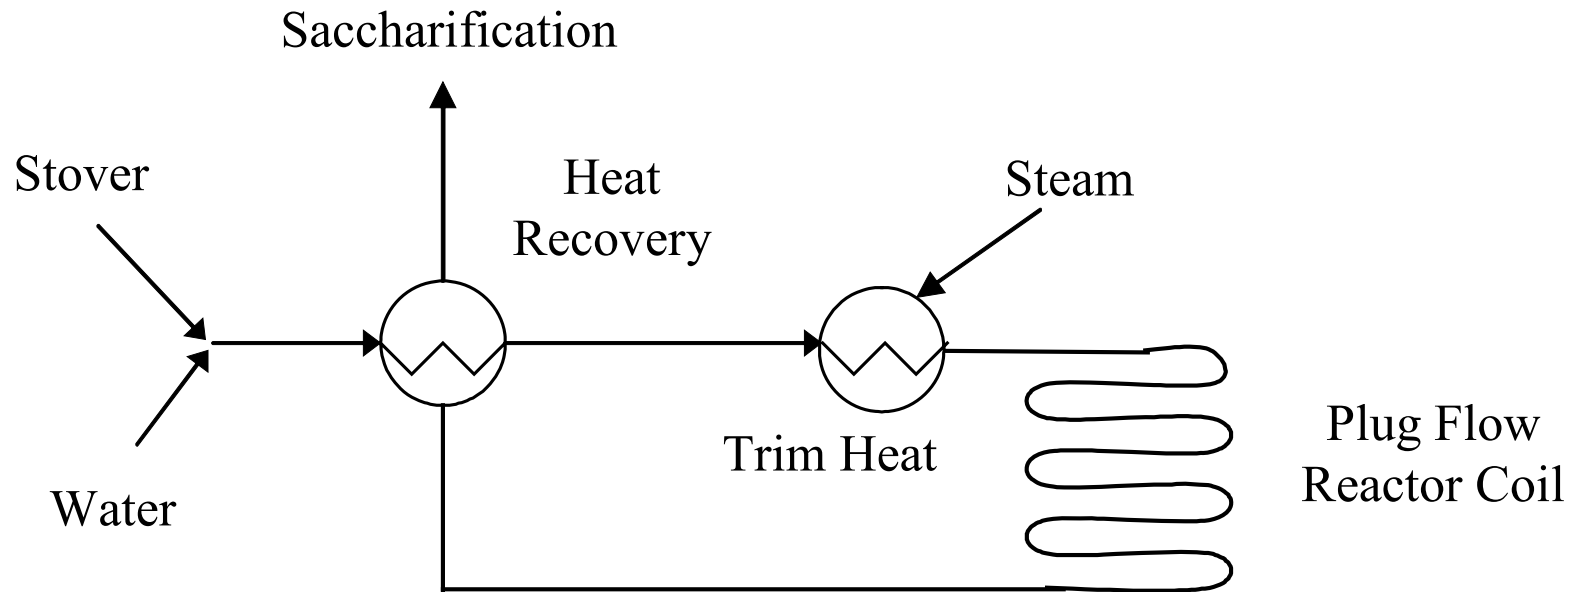 Saccharification
Stover
Heat
Recovery
Steam
Water
Trim Heat
Plug Flow
Reactor Coil